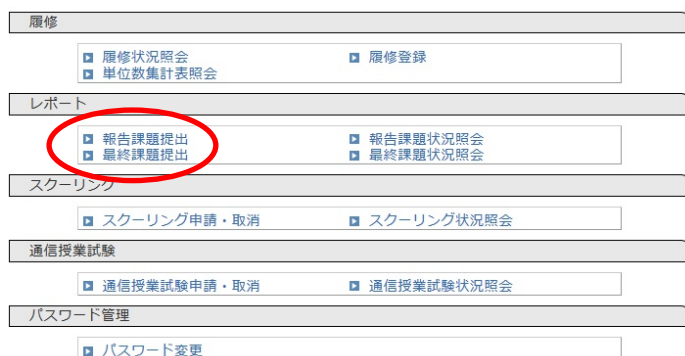 履修
履修状況照会 履修登録
単位数集計表照会
レポート
報告課題提出 報告課題状況照会
最終課題提出 最終課題状況照会
スクーリング
スクーリング申請・取消 スクーリング状況照会
通信授業試験
通信授業試験申請・取消 通信授業試験状況照会
パスワード管理
パスワード変更